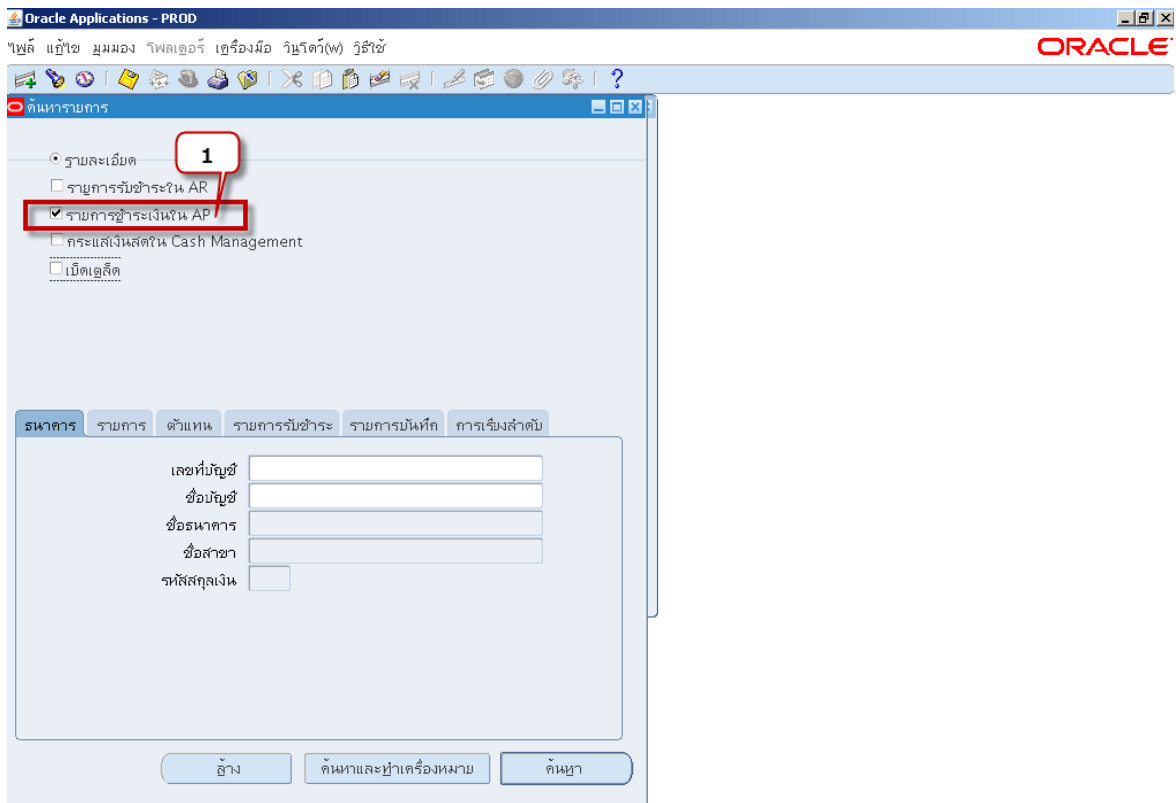 Oracle Applications - PROD
ไฟล์ แก้ไข มุมมอง โฟลเดอร์ เครื่องมือ วินโดว์(w) วิธีใช้
ORACLE
ค้นหารายการ
รายละเอียด
1
รายการรับชำระใน AR
รายการชำระเงินใน AP
กระแสเงินสดใน Cash Management
เบ็ดเตล็ด
ธนาคาร รายการ ตัวแทน รายการรับชำระ รายการบันทึก การเรียงลำดับ
เลขที่บัญชี
ชื่อบัญชี
ชื่อธนาคาร
ชื่อสาขา
รหัสสกุลเงิน
ล้าง ค้นหาและทำเครื่องหมาย ค้นหา